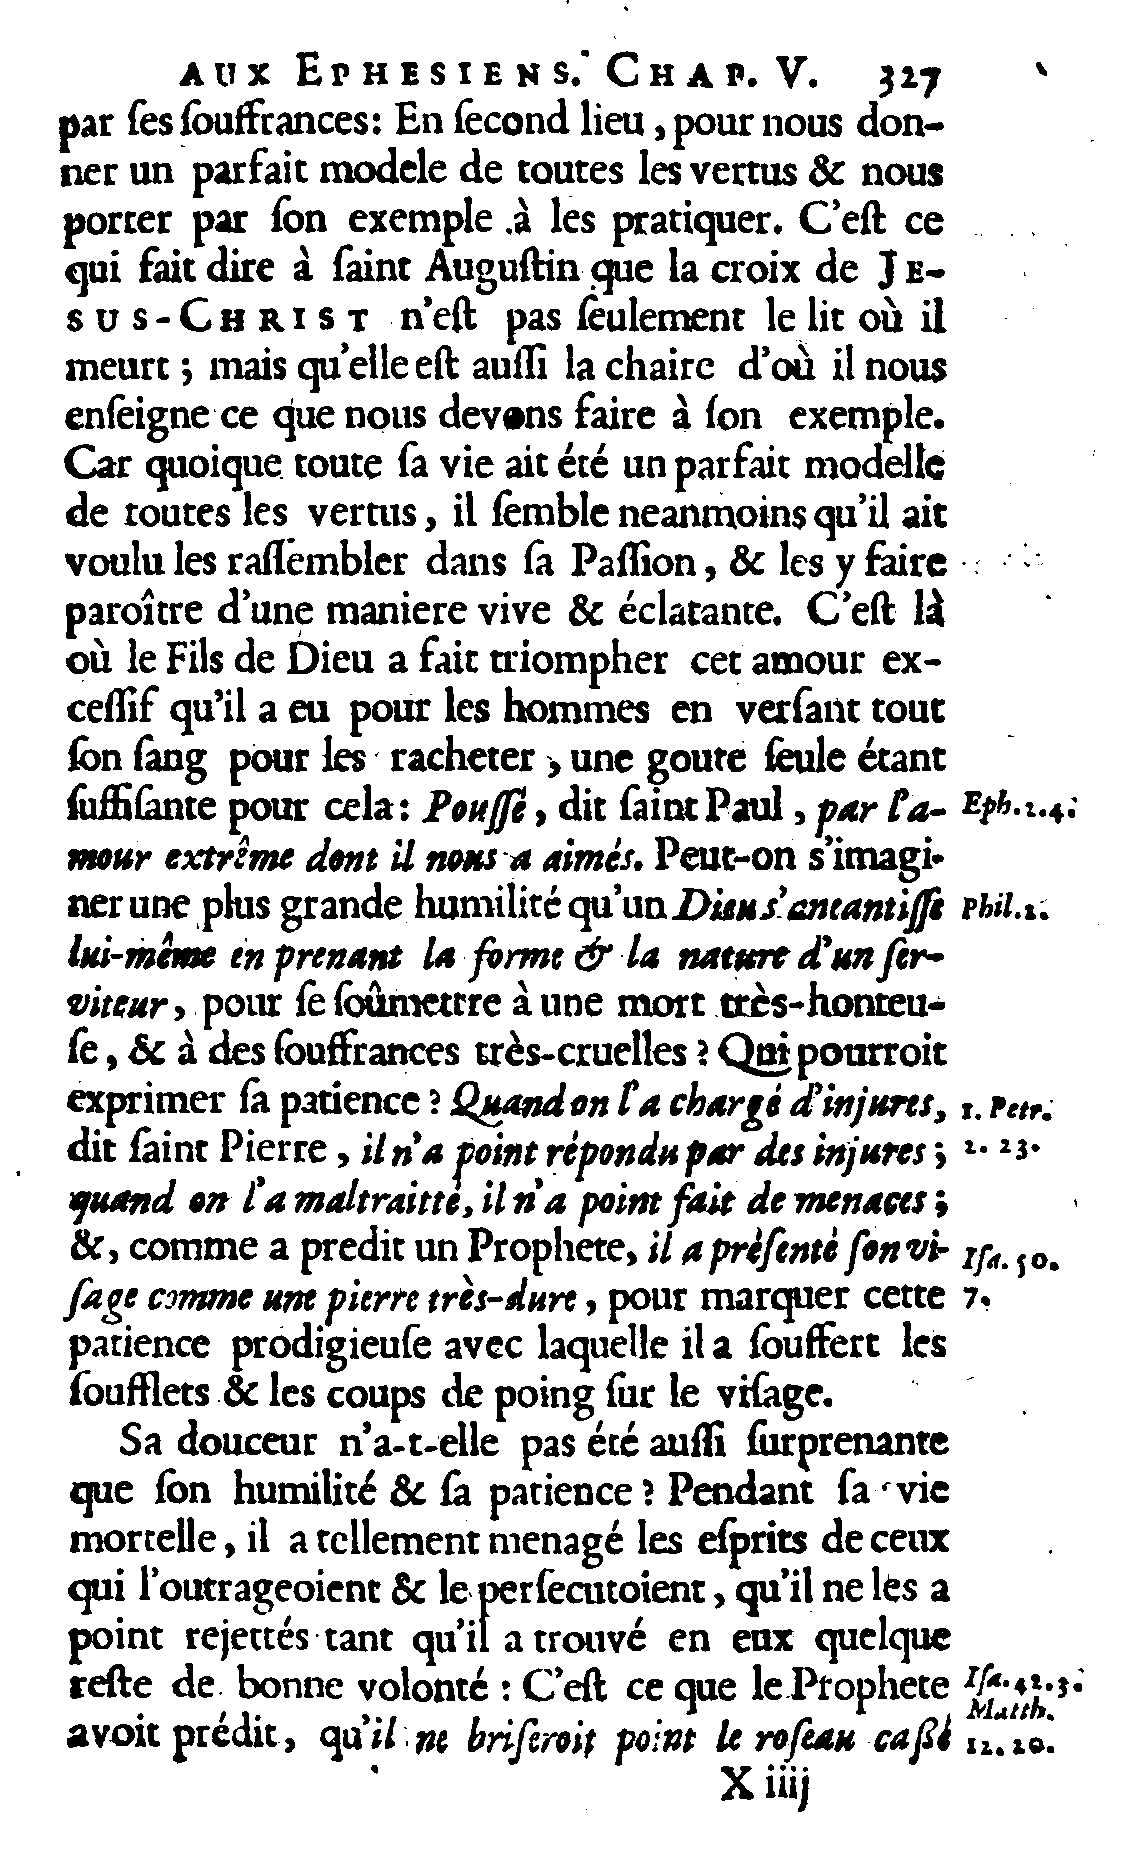 AUX EPHESIENS. CHAP. V. 327
par ſes ſouffrances: En ſecond lieu, pour nous don-
ner un parfait modele de toutes les vertus & nous
porter par ſon exemple à les pratiquer. C'eſt ce
qui fait dire à ſaint Auguſtin que la croix de JE-
SUS-CHRIST n'eſt pas ſeulement le lit où il
meurt ; mais qu'elle eſt auſſi la chaire d'où il nous
enſeigne ce que nous devons faire à ſon exemple.
Car quoique toute ſa vie ait été un parfait modelle
de toutes les vertus, il ſemble neanmoins qu'il ait
voulu les raſſembler dans ſa Paſſion, & les y faire
paroître d'une maniere vive & éclatante. C'eſt là
où le Fils de Dieu a fait triompher cet amour ex-
ceſſif qu'il a eu pour les hommes en verſant tout
ſon ſang pour les racheter, une goute ſeule étant
ſuffiſante pour cela: Pouſſé, dit ſaint Paul, par l'a- Eph. 2. 4.
mour extrême dont il nous a aimés. Peut-on s'imagi-
ner une plus grande humilité qu'un Dieu s'aneantiſſe Phil. 2.
lui-même en prenant la forme & la nature d'un ſer-
viteur, pour ſe ſoûmettre à une mort très-honteu-
ſe, & à des ſouffrances très-cruelles ? Qui pourroit
exprimer ſa patience ? Quand on l'a chargé d'injures, 1. Petr.
dit ſaint Pierre, il n'a point répondu par des injures ; 2. 23.
quand on l'a maltraitté, il n'a point fait de menaces ;
&, comme a predit un Prophete, il a préſenté ſon vi- Iſa. 50.
ſage comme une pierre très-dure, pour marquer cette 7.
patience prodigieuſe avec laquelle il a ſouffert les
ſoufflets & les coups de poing ſur le viſage.
Sa douceur n'a-t-elle pas été auſſi ſurprenante
que ſon humilité & ſa patience ? Pendant ſa vie
mortelle, il a tellement menagé les eſprits de ceux
qui l'outrageoient & le perſecutoient, qu'il ne les a
point rejettés tant qu'il a trouvé en eux quelque
reſte de bonne volonté : C'eſt ce que le Prophete Iſa. 42. 3.
Matth.
avoit prédit, qu'il ne briſeroit point le roſeau caſſé 12. 20.
X iiij